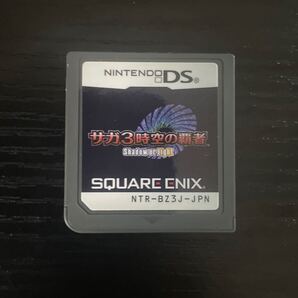 NINTENDO DS
サガ3時空の覇者
Shadow or Light
SQUARE ENIX
NTR-BZ3J-JPN